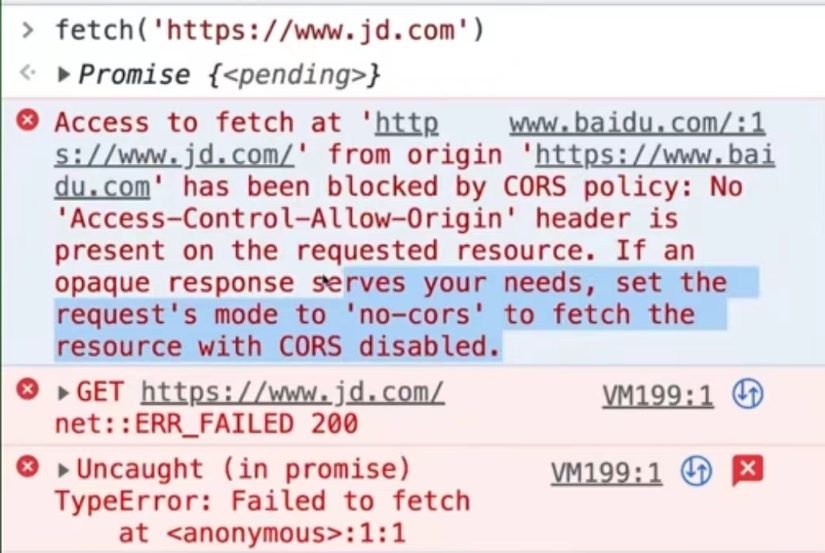 > fetch('https://www.jd.com')
Promise {<pending>}
Access to fetch at 'http www.baidu.com/:1
s://www.jd.com/' from origin 'https://www.bai
du.com' has been blocked by CORS policy: No
'Access-Control-Allow-Origin' header is
present on the requested resource. If an
opaque response serves your needs, set the
request's mode to 'no-cors' to fetch the
resource with CORS disabled.
GET https://www.jd.com/ VM199:1
net::ERR_FAILED 200
Uncaught (in promise) VM199:1
TypeError: Failed to fetch
at <anonymous>:1:1